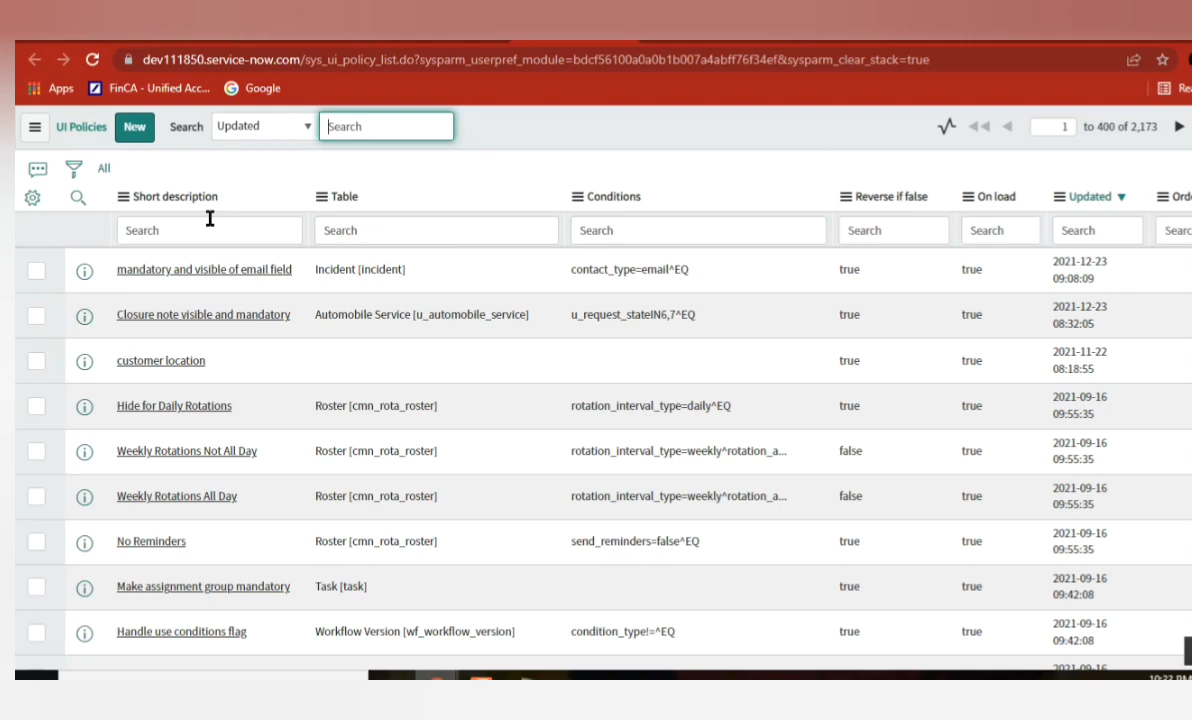 dev111850.service-now.com/sys_ui_policy_list.do?sysparm_userpref_module=bdcf56100a0a0b1b007a4abff76f34ef&sysparm_clear_stack=true
Apps FinCA - Unified Acc... Google Rea
UI Policies New Search Updated Search 1 to 400 of 2,173
All
Short description Table Conditions Reverse if false On load Updated Orde
Search Search Search Search Search Search Searc
mandatory and visible of email field Incident [incident] contact_type=email^EQ true true 2021-12-23 09:08:09
Closure note visible and mandatory Automobile Service [u_automobile_service] u_request_stateIN6,7^EQ true true 2021-12-23 08:32:05
customer location true true 2021-11-22 08:18:55
Hide for Daily Rotations Roster [cmn_rota_roster] rotation_interval_type=daily^EQ true true 2021-09-16 09:55:35
Weekly Rotations Not All Day Roster [cmn_rota_roster] rotation_interval_type=weekly^rotation_a... false true 2021-09-16 09:55:35
Weekly Rotations All Day Roster [cmn_rota_roster] rotation_interval_type=weekly^rotation_a... false true 2021-09-16 09:55:35
No Reminders Roster [cmn_rota_roster] send_reminders=false^EQ true true 2021-09-16 09:55:35
Make assignment group mandatory Task [task] true true 2021-09-16 09:42:08
Handle use conditions flag Workflow Version [wf_workflow_version] condition_type!=^EQ true true 2021-09-16 09:42:08
2021-09-16
10:33 PM